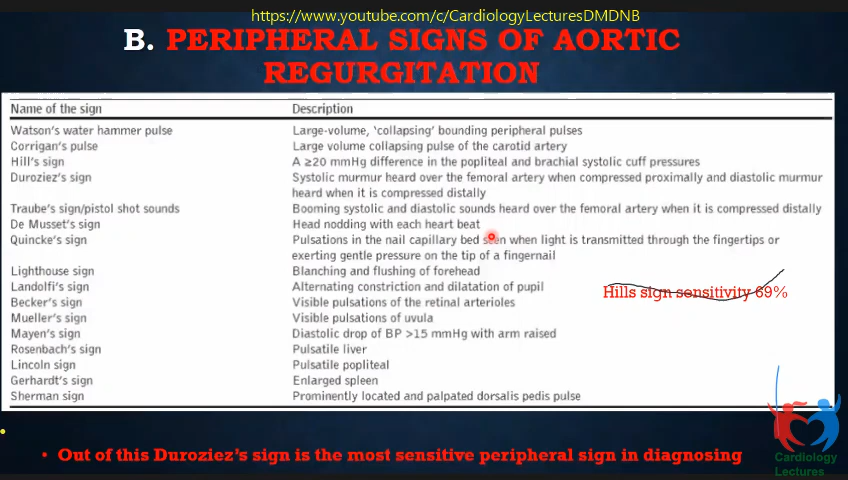 https://www.youtube.com/c/CardiologyLecturesDMDNB
B. PERIPHERAL SIGNS OF AORTIC
REGURGITATION
Name of the sign Description
Watson's water hammer pulse Large-volume, 'collapsing' bounding peripheral pulses
Corrigan's pulse Large volume collapsing pulse of the carotid artery
Hill's sign A ≥20 mmHg difference in the popliteal and brachial systolic cuff pressures
Duroziez's sign Systolic murmur heard over the femoral artery when compressed proximally and diastolic murmur
heard when it is compressed distally
Traube's sign/pistol shot sounds Booming systolic and diastolic sounds heard over the femoral artery when it is compressed distally
De Musset's sign Head nodding with each heart beat
Quincke's sign Pulsations in the nail capillary bed seen when light is transmitted through the fingertips or
exerting gentle pressure on the tip of a fingernail
Lighthouse sign Blanching and flushing of forehead
Landolfi's sign Alternating constriction and dilatation of pupil
Becker's sign Visible pulsations of the retinal arterioles
Mueller's sign Visible pulsations of uvula
Mayen's sign Diastolic drop of BP >15 mmHg with arm raised
Rosenbach's sign Pulsatile liver
Lincoln sign Pulsatile popliteal
Gerhardt's sign Enlarged spleen
Sherman sign Prominently located and palpated dorsalis pedis pulse
Hills sign sensitivity 69%
• Out of this Duroziez's sign is the most sensitive peripheral sign in diagnosing
Cardiology
Lectures